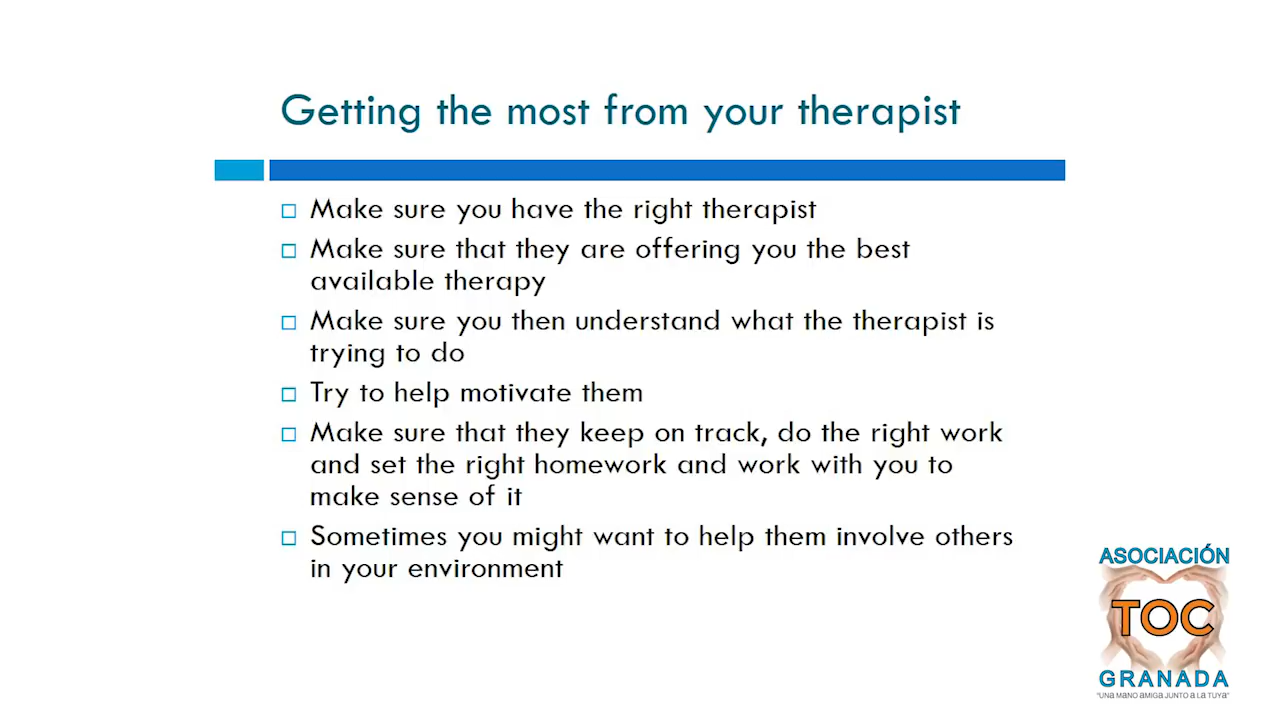 Getting the most from your therapist
Make sure you have the right therapist
Make sure that they are offering you the best
available therapy
Make sure you then understand what the therapist is
trying to do
Try to help motivate them
Make sure that they keep on track, do the right work
and set the right homework and work with you to
make sense of it
Sometimes you might want to help them involve others
in your environment
ASOCIACIÓN
TOC
GRANADA
"UNA MANO AMIGA JUNTO A LA TUYA"